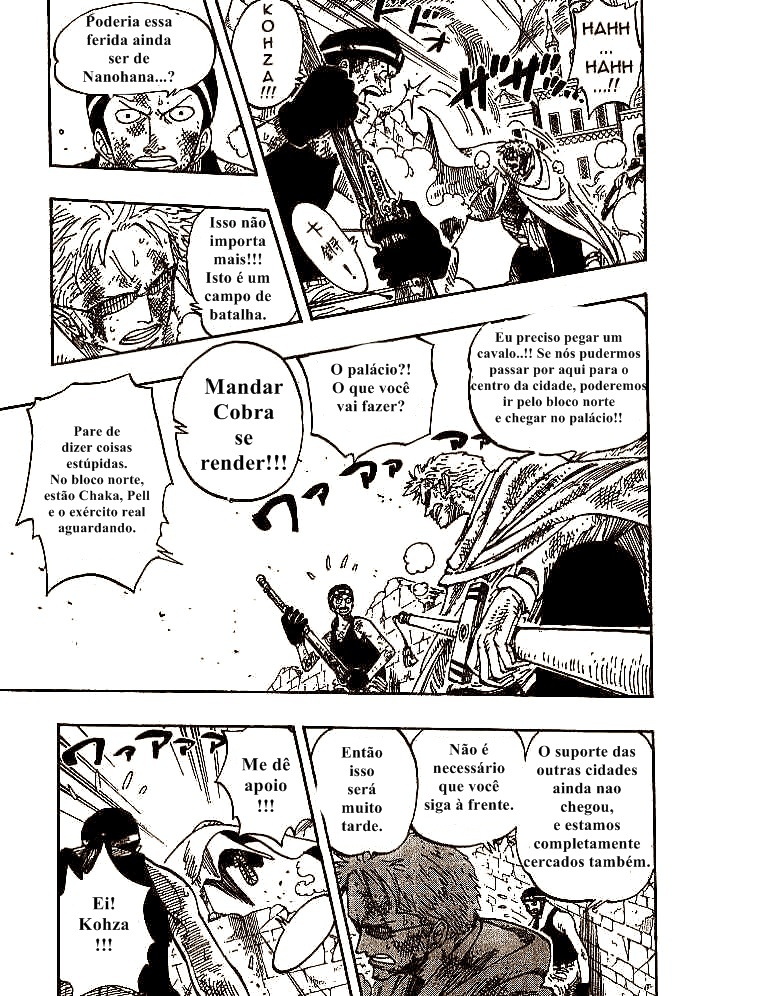 HAHH
...
HAHH
...!!
KOHZA!!!
Poderia essa
ferida ainda
ser de
Nanohana...?
Isso não
importa
mais!!!
Isto é um
campo de
batalha.
Eu preciso pegar um
cavalo..!! Se nós pudermos
passar por aqui para o
centro da cidade, poderemos
ir pelo bloco norte
e chegar no palácio!!
O palácio?!
O que você
vai fazer?
Mandar
Cobra
se
render!!!
Pare de
dizer coisas
estúpidas.
No bloco norte,
estão Chaka, Pell
e o exército real
aguardando.
O suporte das
outras cidades
ainda nao
chegou,
e estamos
completamente
cercados também.
Não é
necessário
que você
siga à frente.
Então
isso
será
muito
tarde.
Me dê
apoio
!!!
Ei!
Kohza
!!!